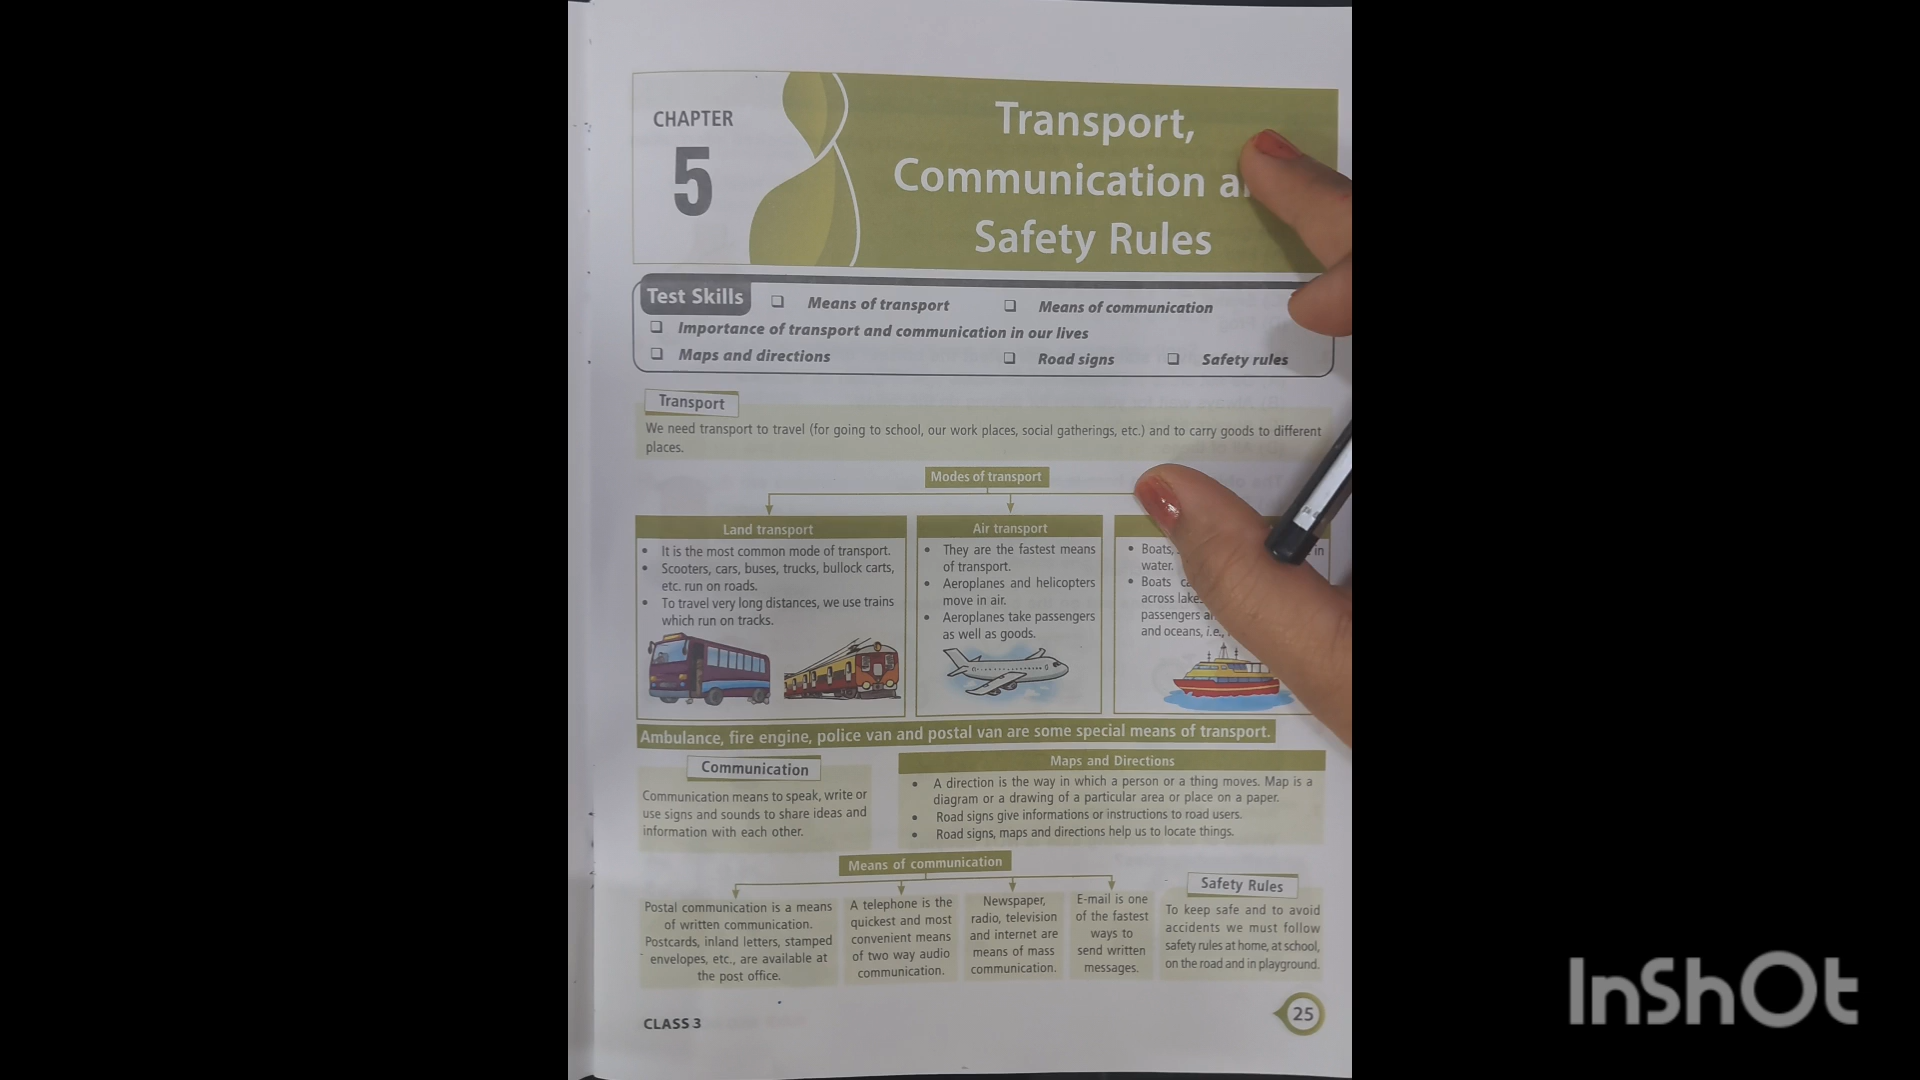 CHAPTER
5
Transport,
Communication
Safety Rules
Test Skills
❑ Means of transport
❑ Means of communication
❑ Importance of transport and communication in our lives
❑ Maps and directions
❑ Road signs
❑ Safety rules
Transport
We need transport to travel (for going to school, our work places, social gatherings, etc.) and to carry goods to different
places.
Modes of transport
Land transport
• It is the most common mode of transport.
• Scooters, cars, buses, trucks, bullock carts,
etc. run on roads.
• To travel very long distances, we use trains
which run on tracks.
Air transport
• They are the fastest means
of transport.
• Aeroplanes and helicopters
move in air.
• Aeroplanes take passengers
as well as goods.
• Boats, in
water.
• Boats
across
passengers
and oceans, i.e.,
Ambulance, fire engine, police van and postal van are some special means of transport.
Communication
Communication means to speak, write or
use signs and sounds to share ideas and
information with each other.
Maps and Directions
• A direction is the way in which a person or a thing moves. Map is a
diagram or a drawing of a particular area or place on a paper.
• Road signs give informations or instructions to road users.
• Road signs, maps and directions help us to locate things.
Means of communication
Postal communication is a means
of written communication.
Postcards, inland letters, stamped
envelopes, etc., are available at
the post office.
A telephone is the
quickest and most
convenient means
of two way audio
communication.
Newspaper,
radio, television
and internet are
means of mass
communication.
E-mail is one
of the fastest
ways to
send written
messages.
Safety Rules
To keep safe and to avoid
accidents we must follow
safety rules at home, at school,
on the road and in playground.
CLASS 3
25
InShOt